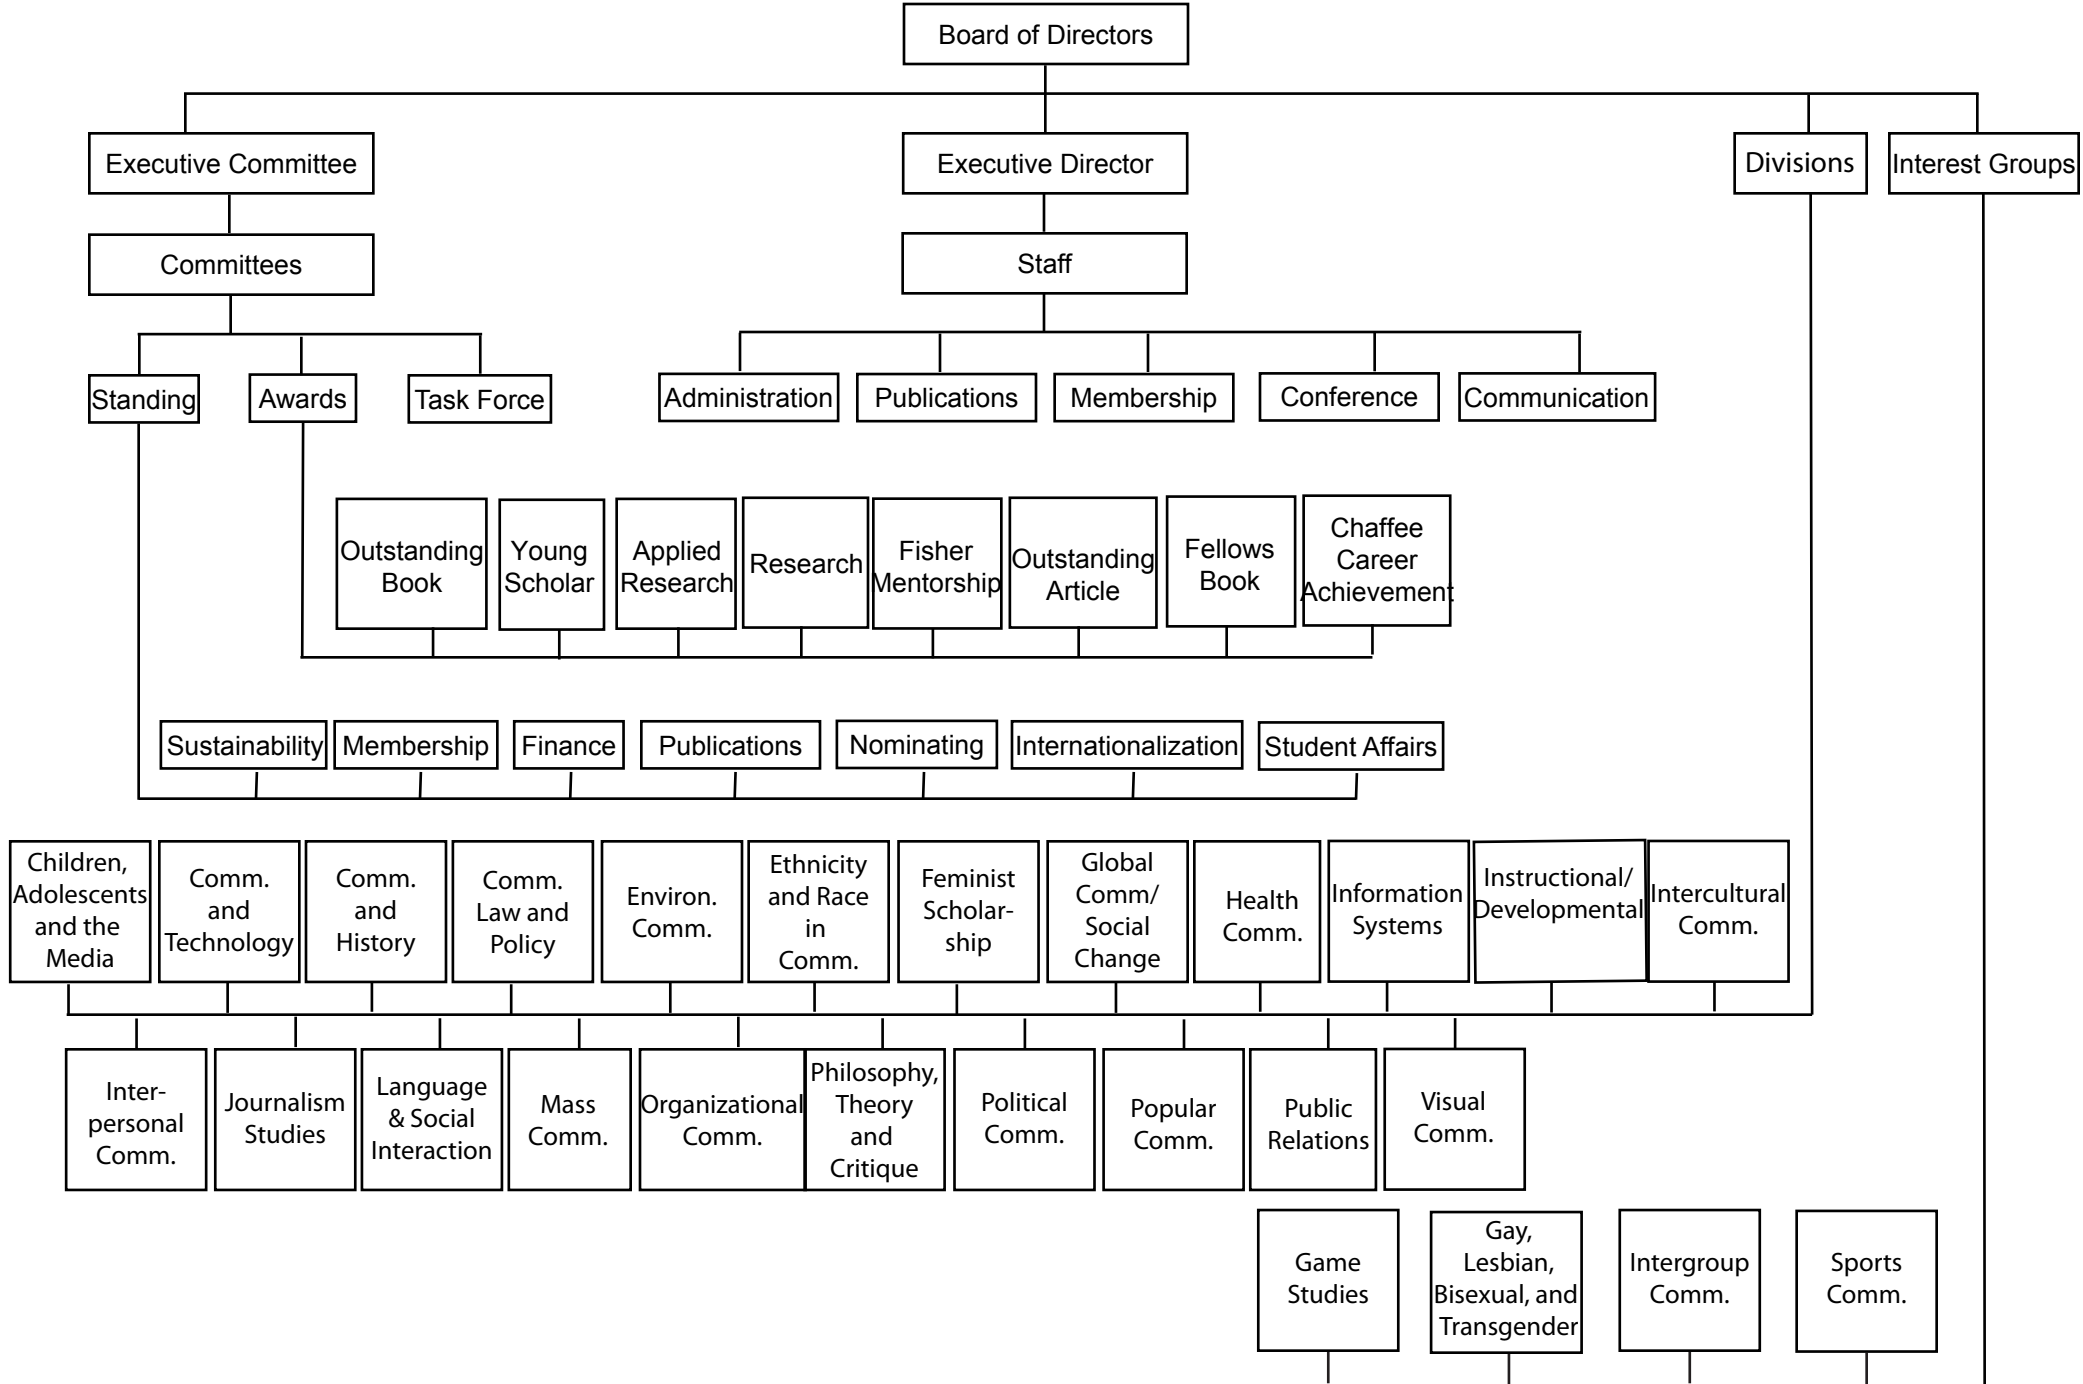 Board of Directors
Executive Committee
Executive Director
Divisions
Interest Groups
Committees
Staff
Standing
Awards
Task Force
Administration
Publications
Membership
Conference
Communication
Outstanding
Book
Young
Scholar
Applied
Research
Research
Fisher
Mentorship
Outstanding
Article
Fellows
Book
Chaffee
Career
Achievement
Sustainability
Membership
Finance
Publications
Nominating
Internationalization
Student Affairs
Children,
Adolescents
and the
Media
Comm.
and
Technology
Comm.
and
History
Comm.
Law and
Policy
Environ.
Comm.
Ethnicity
and Race
in
Comm.
Feminist
Scholar-
ship
Global
Comm/
Social
Change
Health
Comm.
Information
Systems
Instructional/
Developmental
Intercultural
Comm.
Inter-
personal
Comm.
Journalism
Studies
Language
& Social
Interaction
Mass
Comm.
Organizational
Comm.
Philosophy,
Theory
and
Critique
Political
Comm.
Popular
Comm.
Public
Relations
Visual
Comm.
Game
Studies
Gay,
Lesbian,
Bisexual, and
Transgender
Intergroup
Comm.
Sports
Comm.